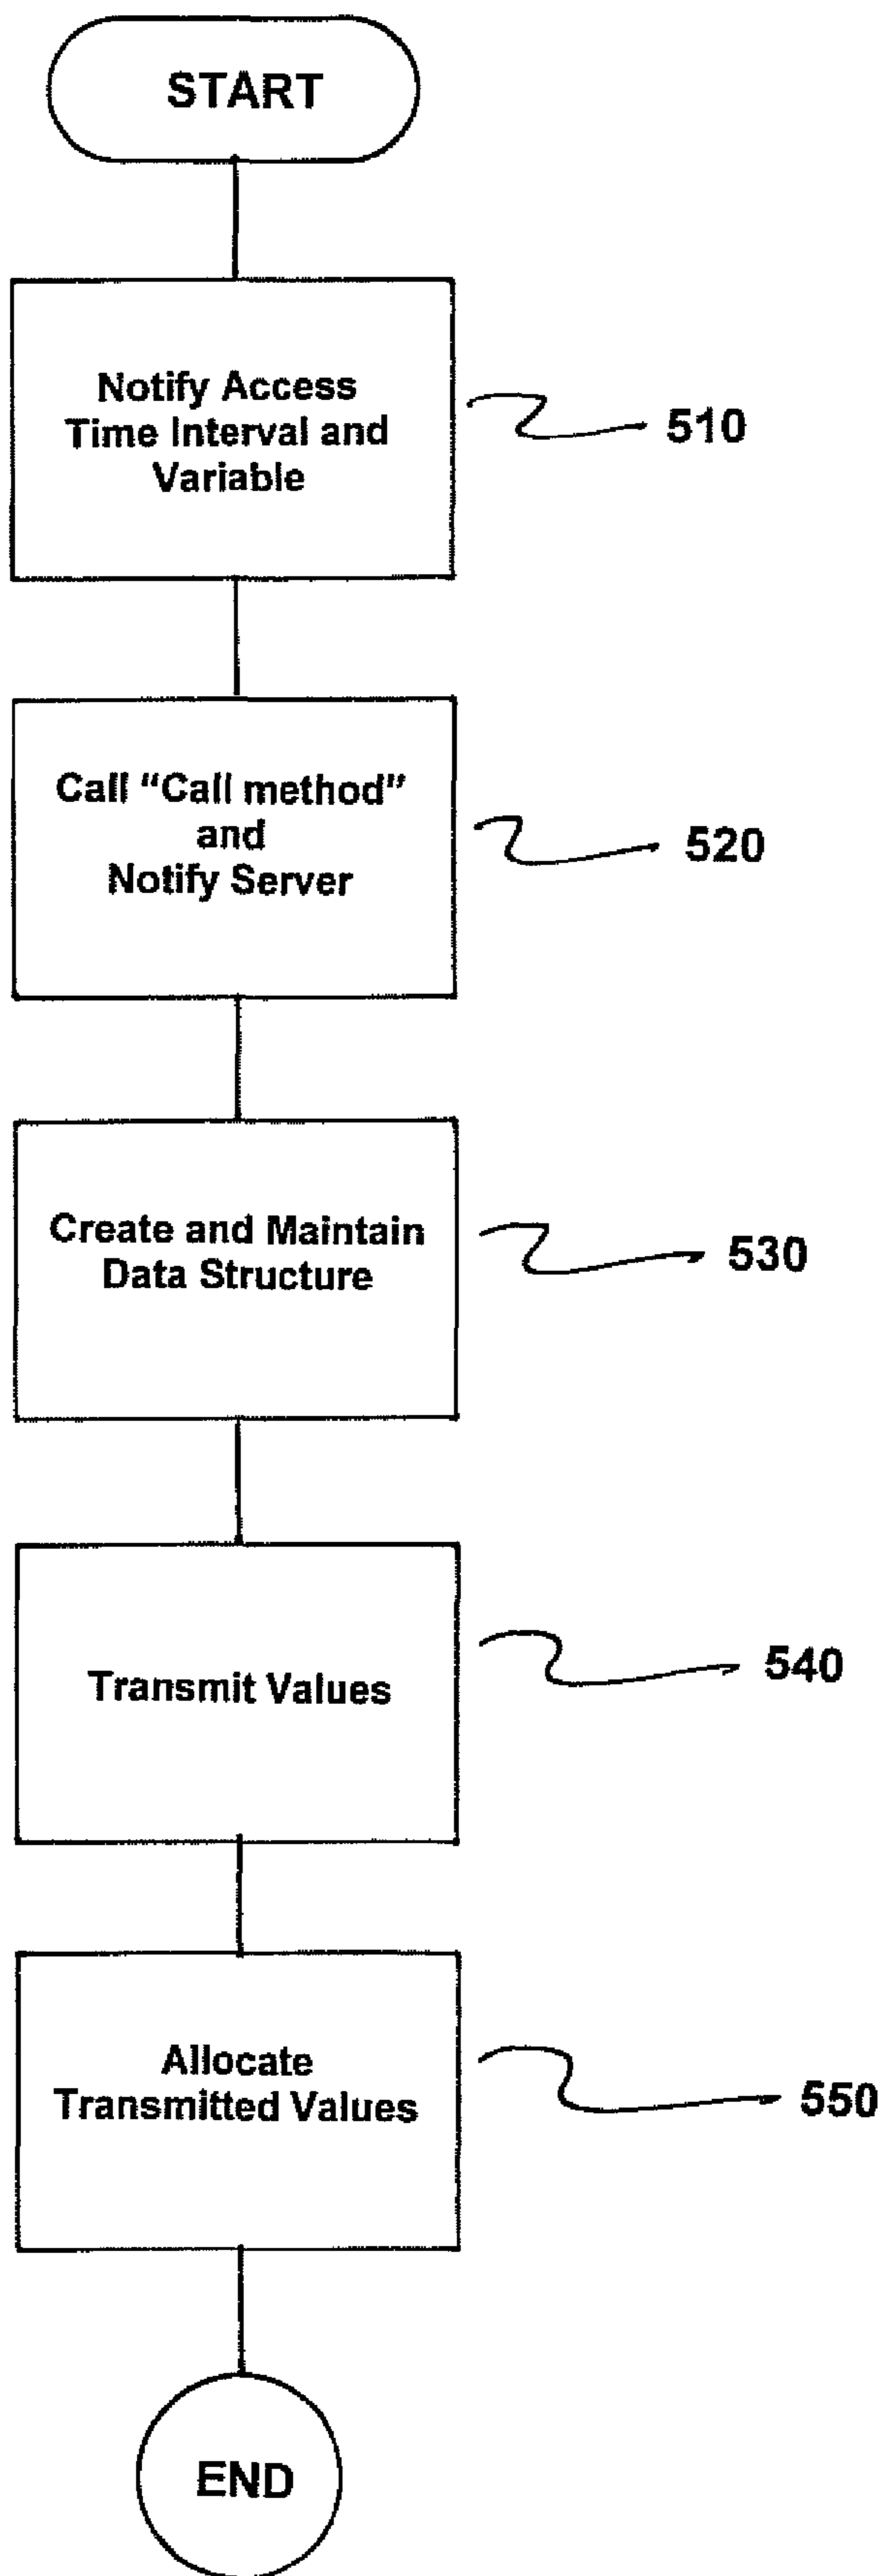 START
Notify Access
Time Interval and
Variable
510
Call "Call method"
and
Notify Server
520
Create and Maintain
Data Structure
530
Transmit Values
540
Allocate
Transmitted Values
550
END